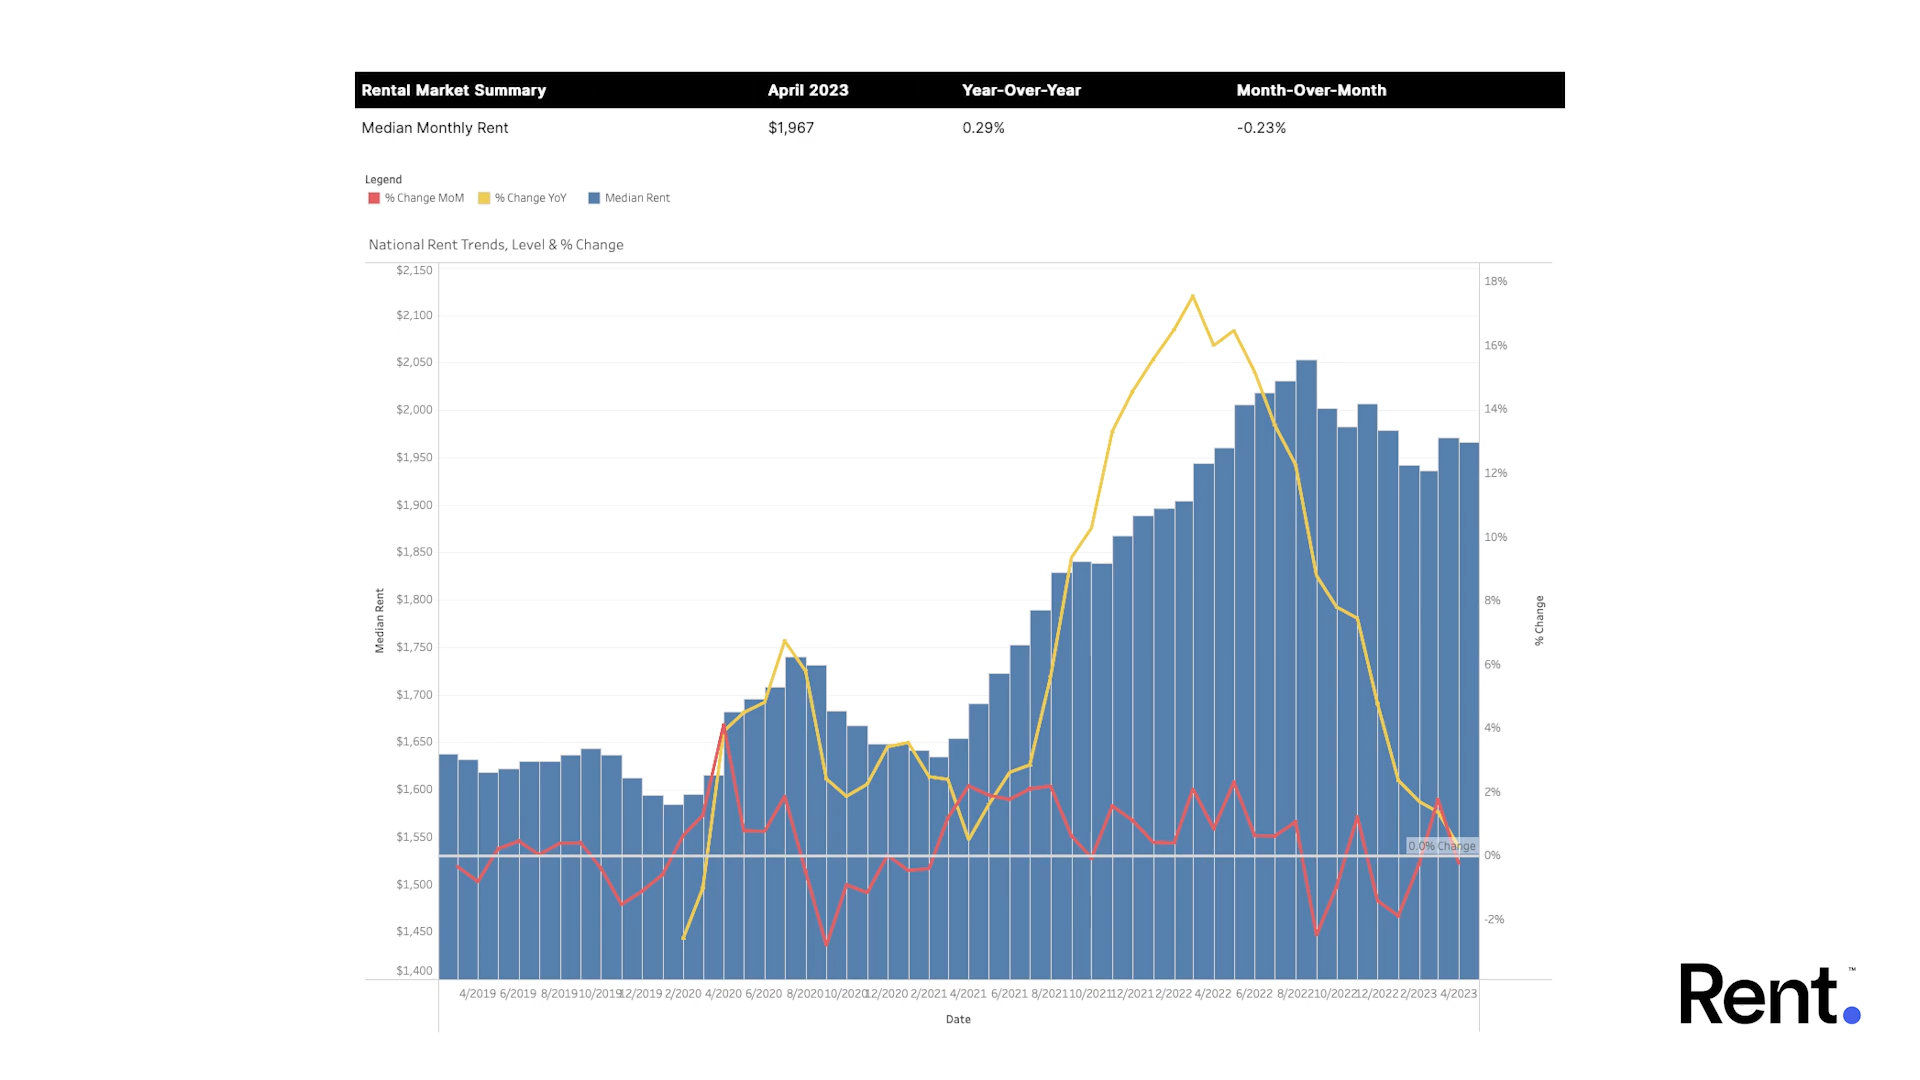 Rental Market Summary April 2023 Year-Over-Year Month-Over-Month
Median Monthly Rent $1,967 0.29% -0.23%
Legend
% Change MoM % Change YoY Median Rent
National Rent Trends, Level & % Change
$2,150
$2,100
$2,050
$2,000
$1,950
$1,900
$1,850
$1,800
$1,750
$1,700
$1,650
$1,600
$1,550
$1,500
$1,450
$1,400
Median Rent
18%
16%
14%
12%
10%
8%
6%
4%
2%
0%
-2%
% Change
0.0% Change
4/2019 6/2019 8/2019 10/2019 12/2019 2/2020 4/2020 6/2020 8/2020 10/2020 12/2020 2/2021 4/2021 6/2021 8/2021 10/2021 12/2021 2/2022 4/2022 6/2022 8/2022 10/2022 12/2022 2/2023 4/2023
Date
Rent.™